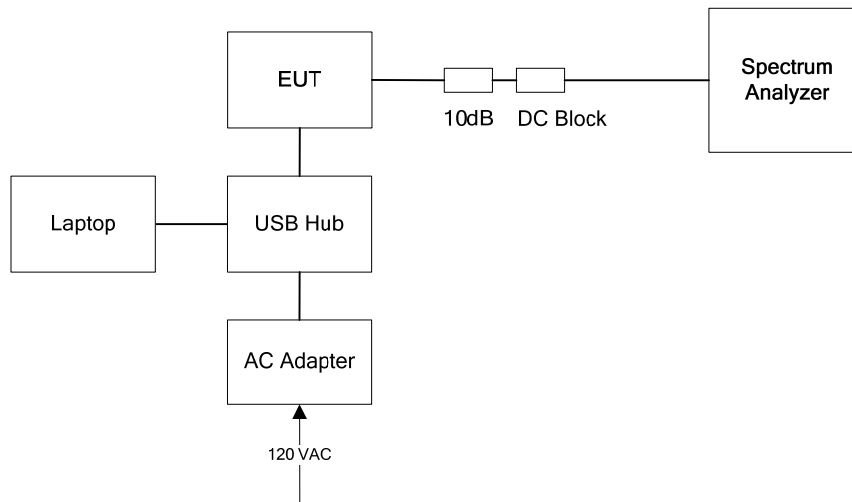 EUT
Spectrum
Analyzer
10dB
DC Block
Laptop
USB Hub
AC Adapter
120 VAC